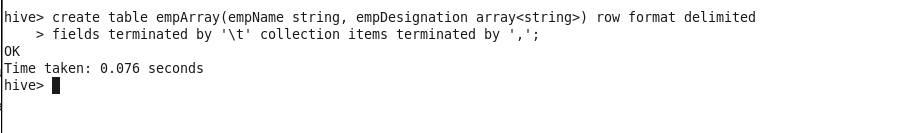 hive> create table empArray(empName string, empDesignation array<string>) row format delimited
    > fields terminated by '\t' collection items terminated by ',';
OK
Time taken: 0.076 seconds
hive>